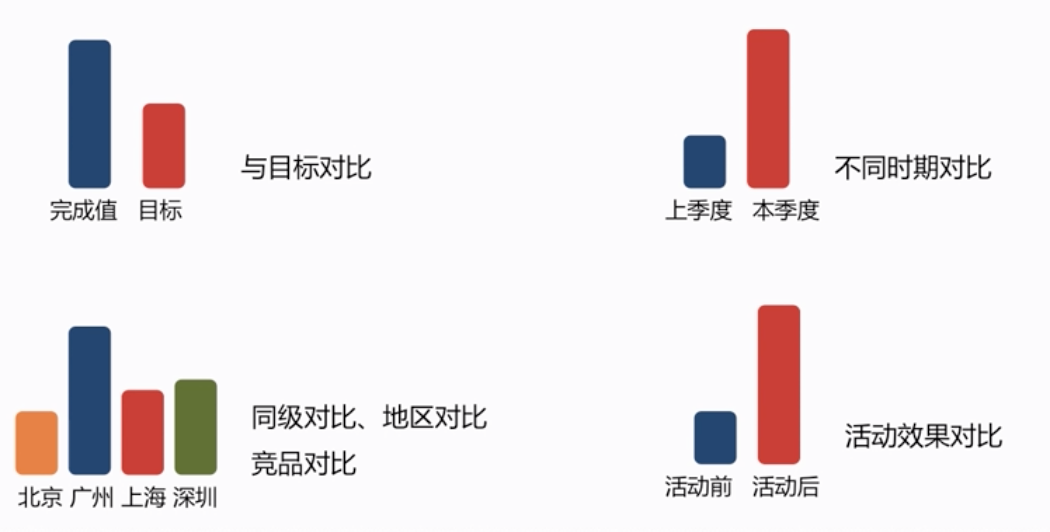 与目标对比
完成值 目标
不同时期对比
上季度 本季度
同级对比、地区对比
竞品对比
北京 广州 上海 深圳
活动效果对比
活动前 活动后